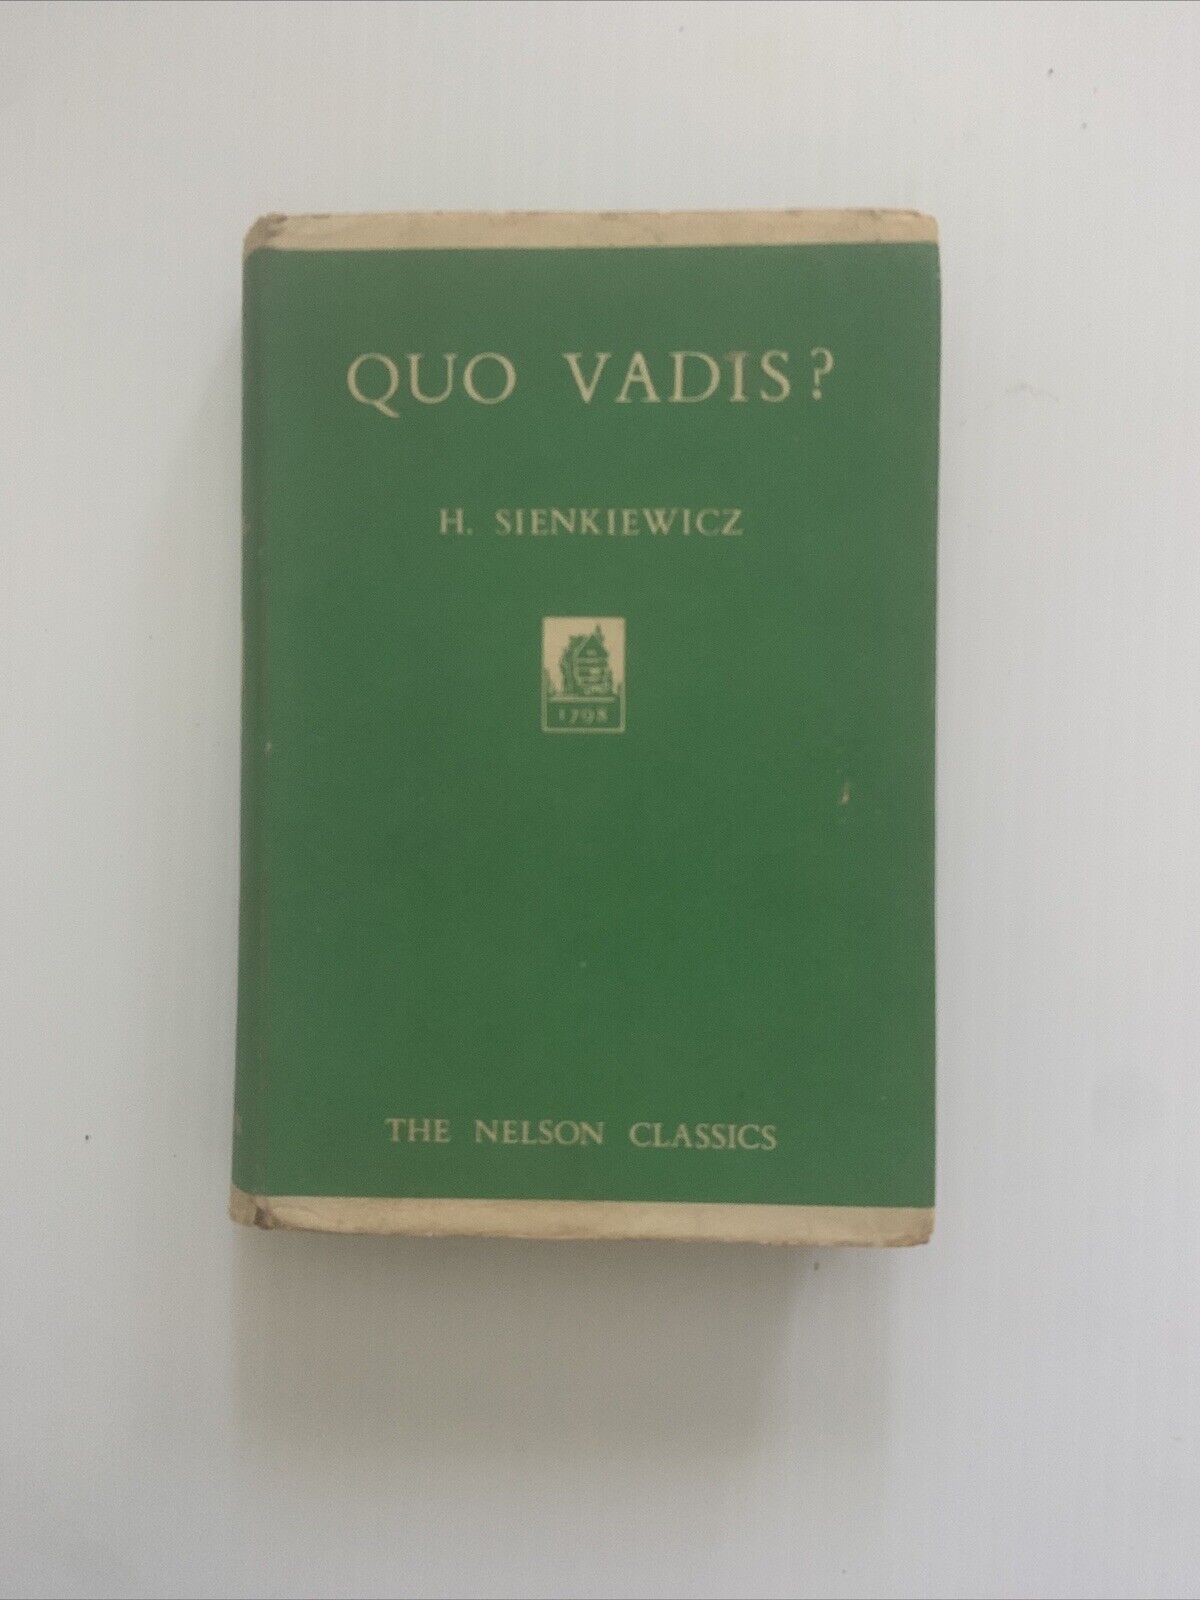 QUO VADIS?
H. SIENKIEWICZ
1798
THE NELSON CLASSICS